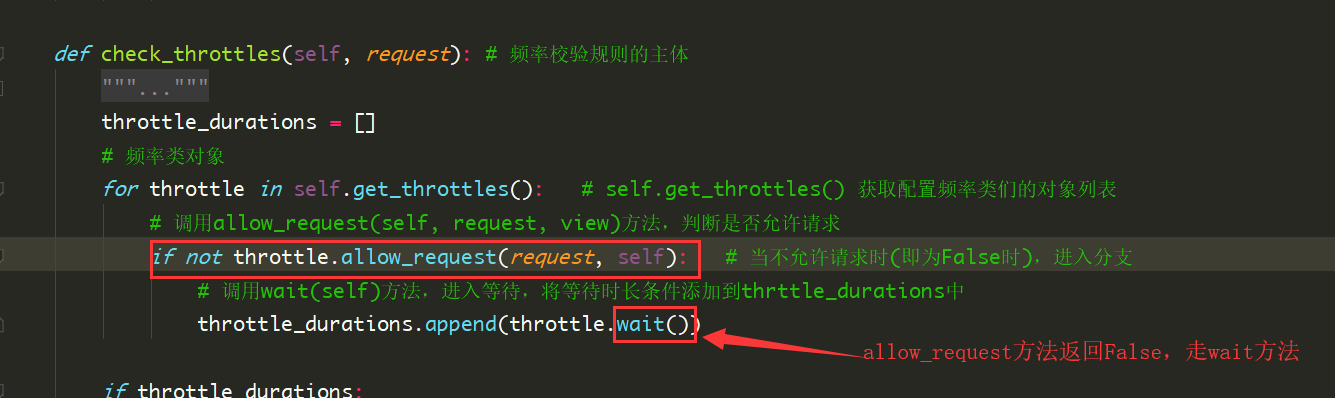 def check_throttles(self, request): # 频率校验规则的主体
"""..."""
throttle_durations = []
# 频率类对象
for throttle in self.get_throttles(): # self.get_throttles() 获取配置频率类们的对象列表
# 调用allow_request(self, request, view)方法，判断是否允许请求
if not throttle.allow_request(request, self): # 当不允许请求时(即为False时)，进入分支
# 调用wait(self)方法，进入等待，将等待时长条件添加到thrttle_durations中
throttle_durations.append(throttle.wait())
allow_request方法返回False，走wait方法
if throttle_durations: